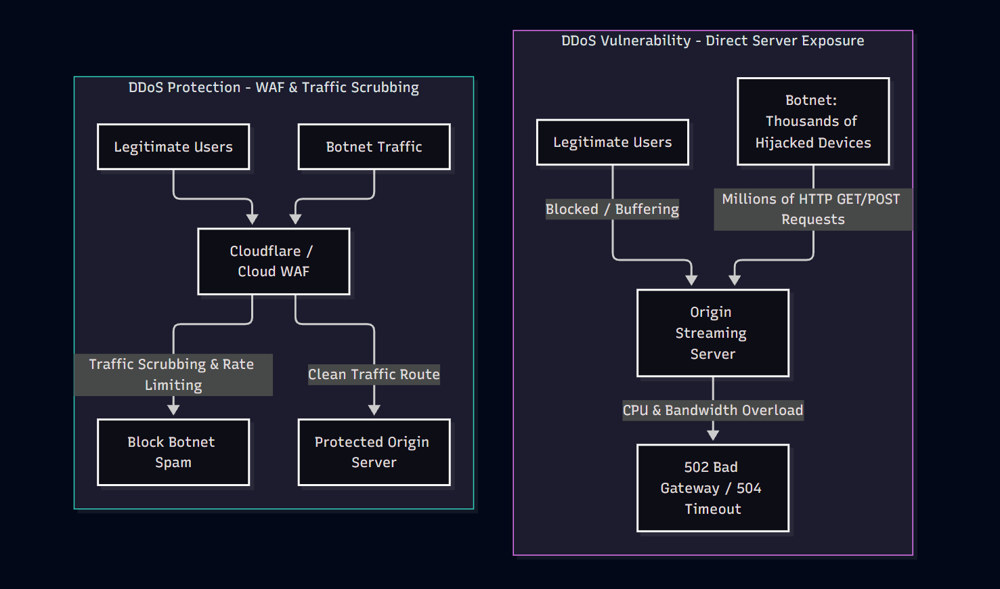 DDoS Protection - WAF & Traffic Scrubbing
Legitimate Users
Botnet Traffic
Cloudflare /
Cloud WAF
Traffic Scrubbing & Rate
Limiting
Clean Traffic Route
Block Botnet
Spam
Protected Origin
Server
DDoS Vulnerability - Direct Server Exposure
Legitimate Users
Botnet:
Thousands of
Hijacked Devices
Blocked / Buffering
Millions of HTTP GET/POST
Requests
Origin
Streaming
Server
CPU & Bandwidth Overload
502 Bad
Gateway / 504
Timeout